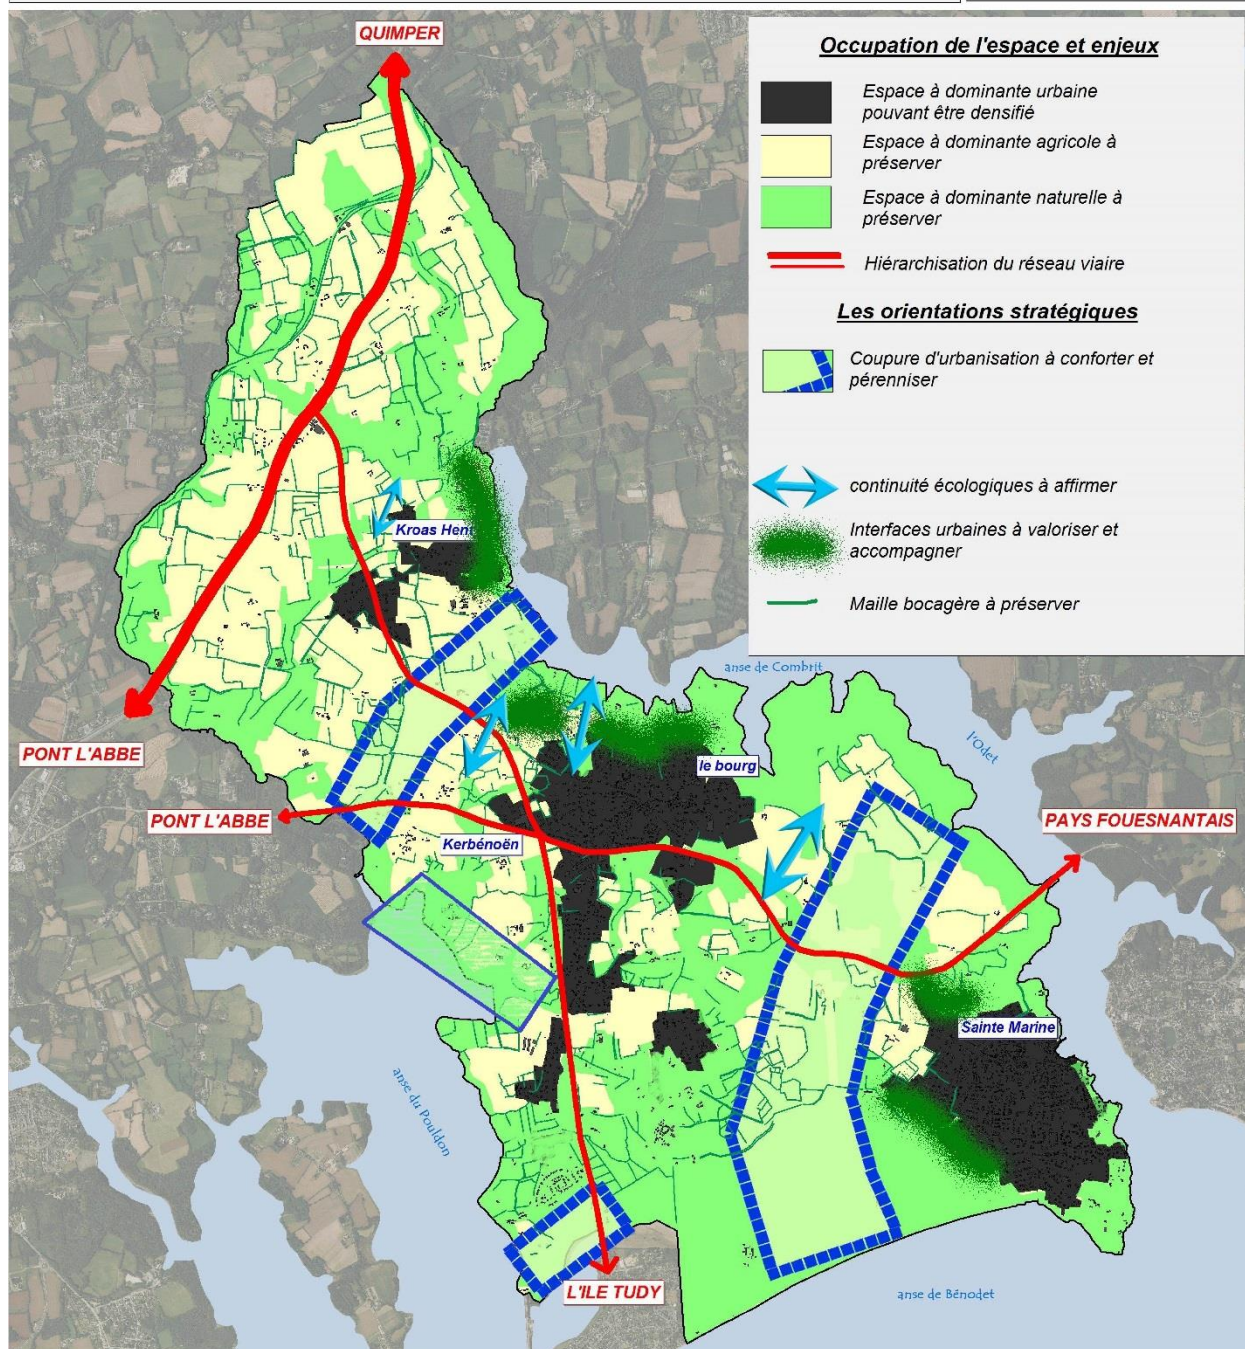 QUIMPER
Occupation de l'espace et enjeux
Espace à dominante urbaine
pouvant être densifié
Espace à dominante agricole à
préserver
Espace à dominante naturelle à
préserver
Hiérarchisation du réseau viaire
Les orientations stratégiques
Coupure d'urbanisation à conforter et
pérenniser
continuité écologiques à affirmer
Interfaces urbaines à valoriser et
accompagner
Maille bocagère à préserver
Kroas Hent
anse de Combrit
l'Odet
PONT L'ABBE
le bourg
PONT L'ABBE
Kerbénoën
PAYS FOUESNANTAIS
Sainte Marine
anse du Pouldon
L'ILE TUDY
anse de Bénodet